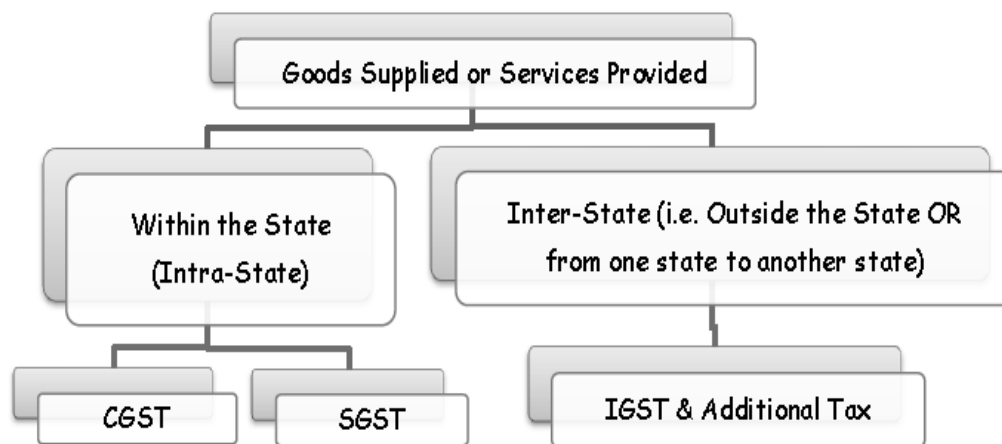 Goods Supplied or Services Provided
Within the State
(Intra-State)
Inter-State (i.e. Outside the State OR
from one state to another state)
CGST
SGST
IGST & Additional Tax